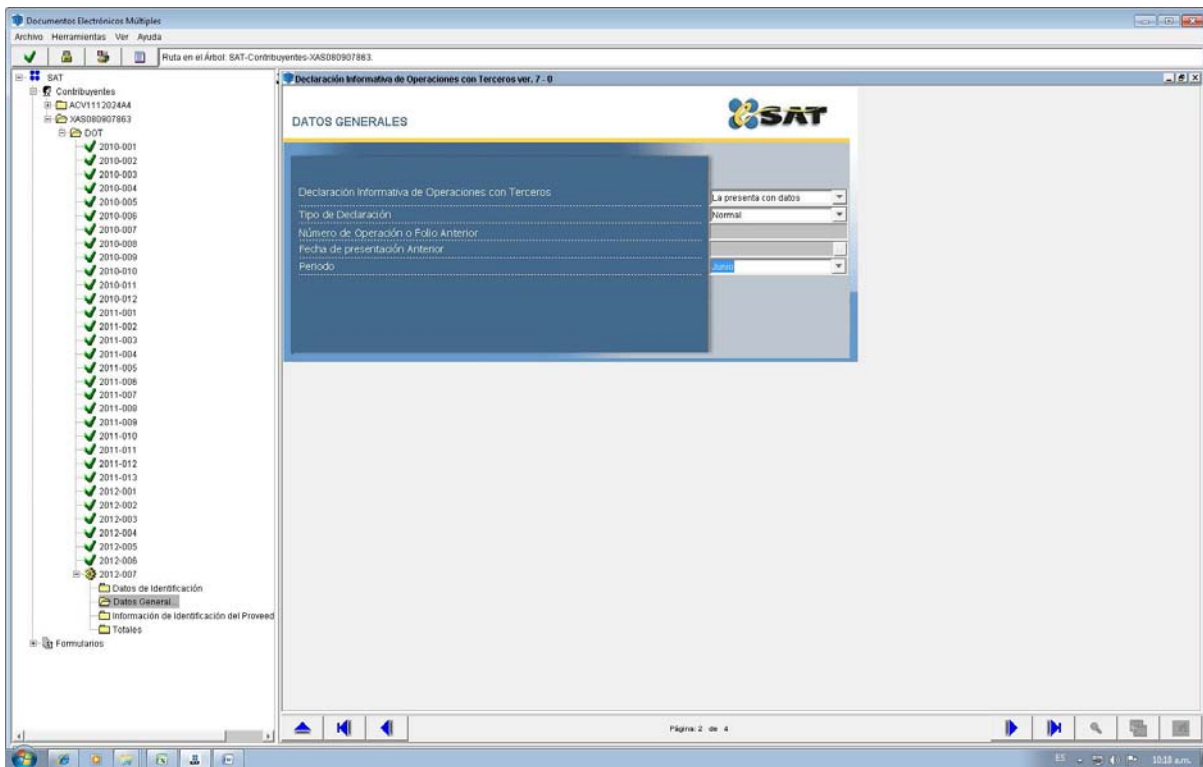 Documentos Electrónicos Múltiples
Archivo Herramientas Ver Ayuda
Ruta en el Árbol: SAT-Contribuyentes-XAS080907863.
SAT
Contribuyentes
ACV1112024A4
XAS080907863
DOT
2010-001
2010-002
2010-003
2010-004
2010-005
2010-006
2010-007
2010-008
2010-009
2010-010
2010-011
2010-012
2011-001
2011-002
2011-003
2011-004
2011-005
2011-006
2011-007
2011-008
2011-009
2011-010
2011-011
2011-012
2011-013
2012-001
2012-002
2012-003
2012-004
2012-005
2012-006
2012-007
Datos de Identificación
Datos General...
Información de Identificación del Proveed
Totales
Formularios
Declaración Informativa de Operaciones con Terceros ver. 7 - 0
DATOS GENERALES
SAT
Declaración Informativa de Operaciones con Terceros
La presenta con datos
Tipo de Declaración
Normal
Número de Operación o Folio Anterior
Fecha de presentación Anterior
Periodo
Junio
Página: 2 de 4
ES
10:18 a.m.